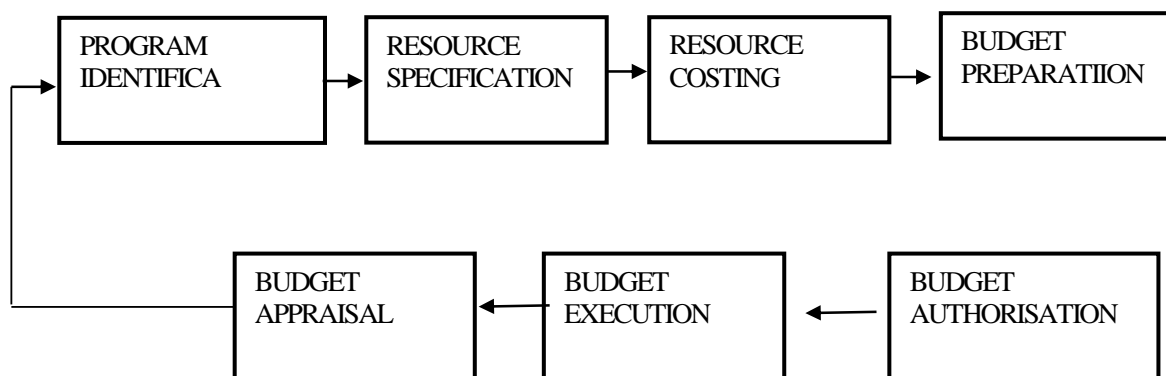 PROGRAM
IDENTIFICA
RESOURCE
SPECIFICATION
RESOURCE
COSTING
BUDGET
PREPARATIION
BUDGET
APPRAISAL
BUDGET
EXECUTION
BUDGET
AUTHORISATION